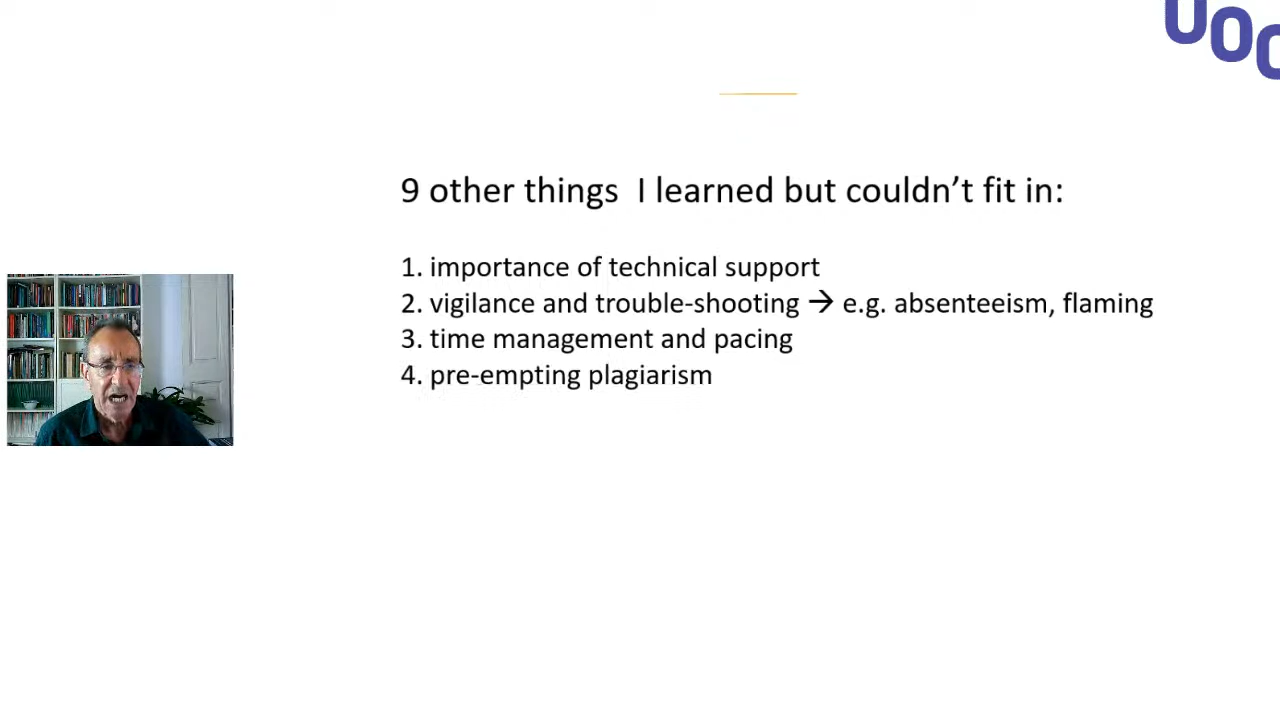 UOC
9 other things I learned but couldn’t fit in:
1. importance of technical support
2. vigilance and trouble-shooting → e.g. absenteeism, flaming
3. time management and pacing
4. pre-empting plagiarism